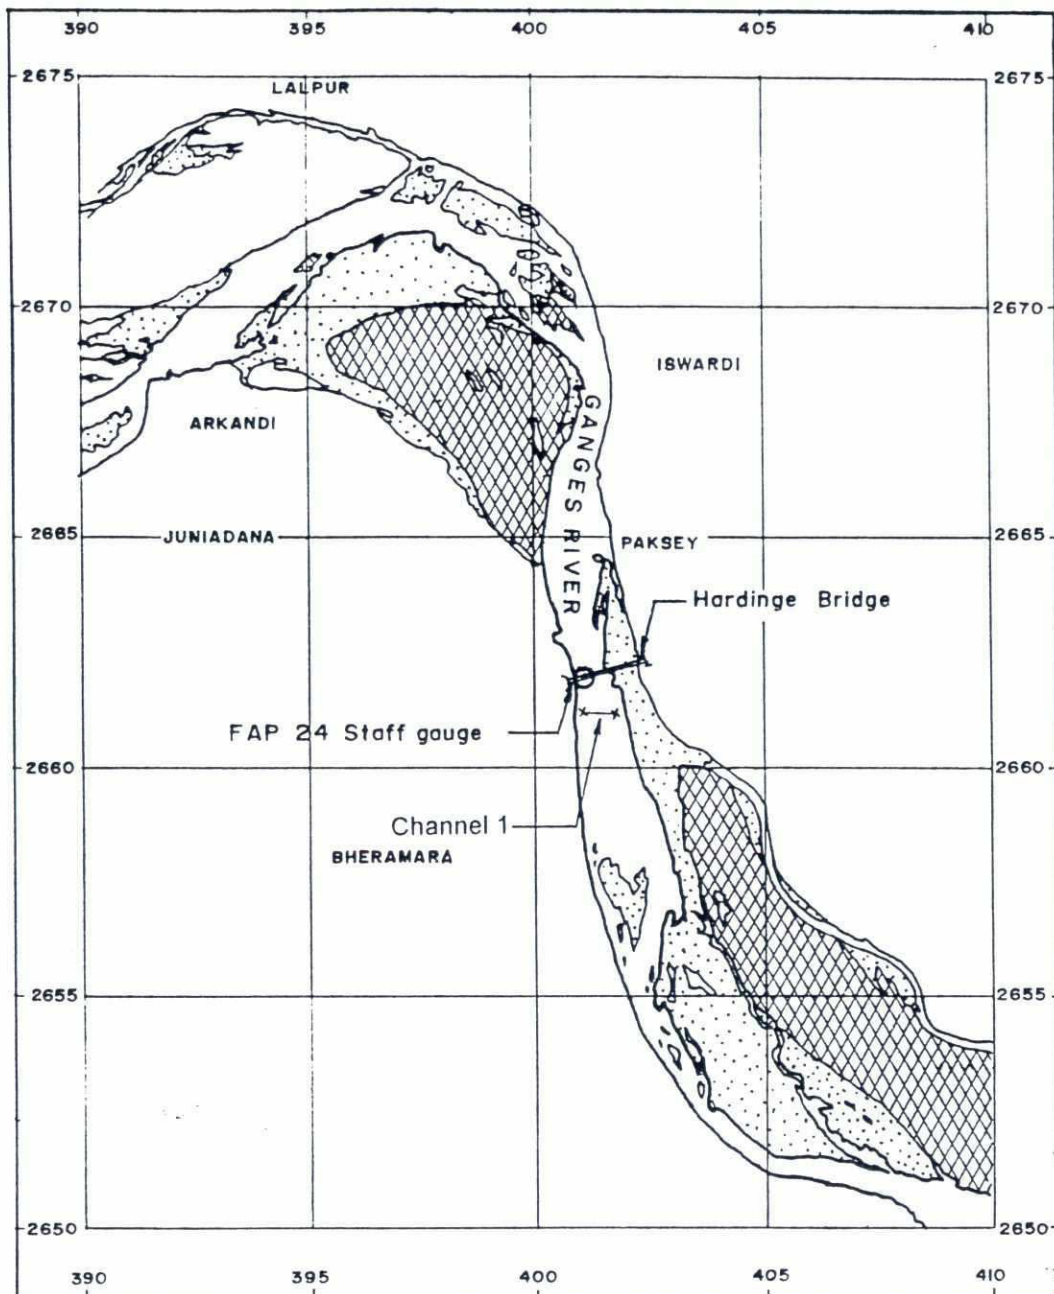 390 395 400 405 410
2675 2675
LALPUR
2670 2670
ISWARDI
ARKANDI
GANGES RIVER
2665 2665
JUNIADANA
PAKSEY
Hardinge Bridge
FAP 24 Staff gauge
2660 2660
Channel 1
BHERAMARA
2655 2655
2650 2650
390 395 400 405 410